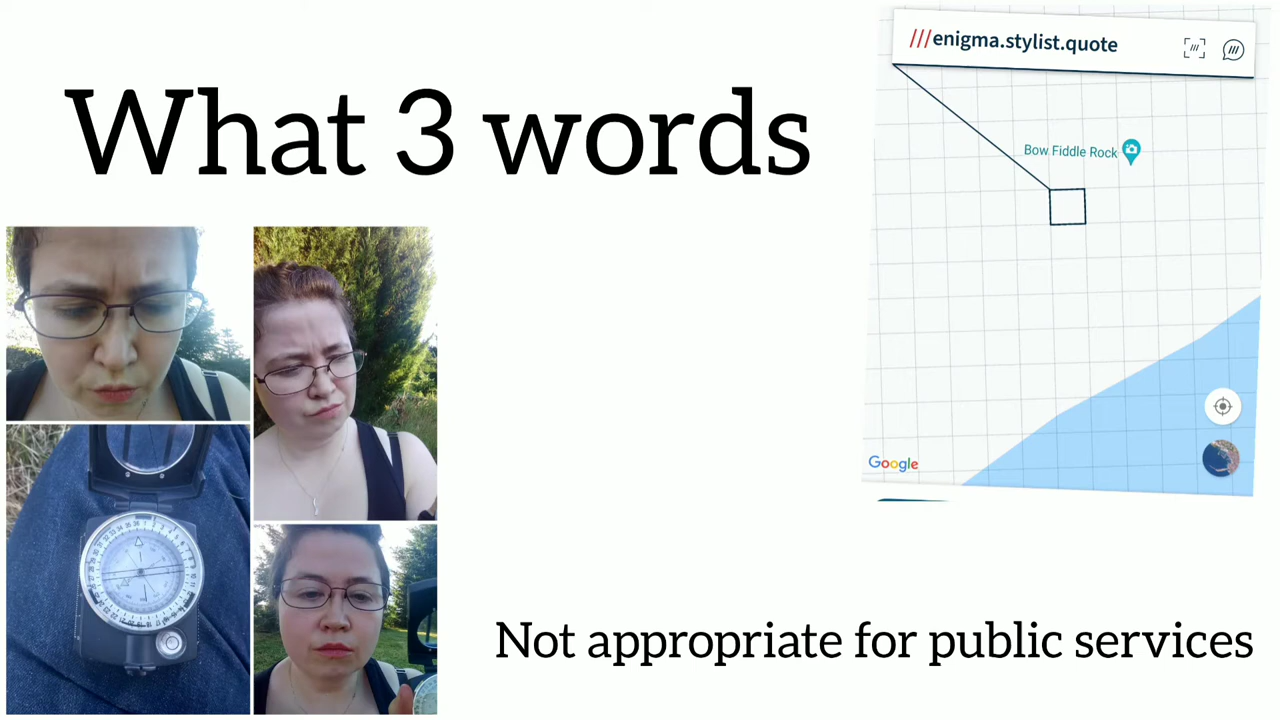 What 3 words
///enigma.stylist.quote
Bow Fiddle Rock
Google
Not appropriate for public services